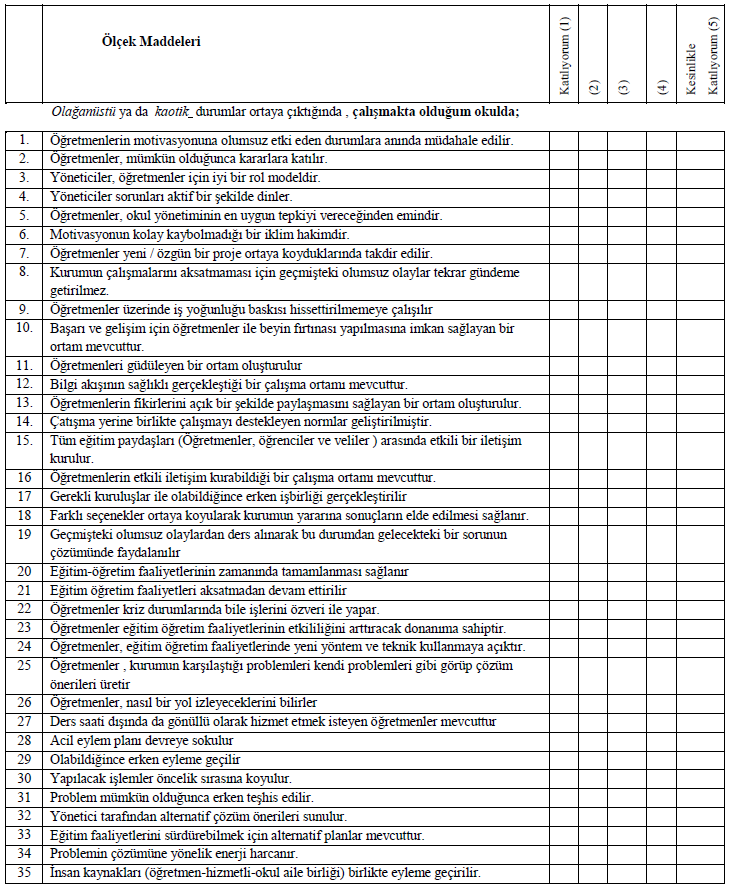 Ölçek Maddeleri
Katılıyorum (1)
(2)
(3)
(4)
Kesinlikle
Katılıyorum (5)
Olağanüstü ya da kaotik durumlar ortaya çıktığında , çalışmakta olduğum okulda;
1. Öğretmenlerin motivasyonuna olumsuz etki eden durumlara anında müdahale edilir.
2. Öğretmenler, mümkün olduğunca kararlara katılır.
3. Yöneticiler, öğretmenler için iyi bir rol modeldir.
4. Yöneticiler sorunları aktif bir şekilde dinler.
5. Öğretmenler, okul yönetiminin en uygun tepkiyi vereceğinden emindir.
6. Motivasyonun kolay kaybolmadığı bir iklim hakimdir.
7. Öğretmenler yeni / özgün bir proje ortaya koyduklarında takdir edilir.
8. Kurumun çalışmalarını aksatmaması için geçmişteki olumsuz olaylar tekrar gündeme
getirilmez.
9. Öğretmenler üzerinde iş yoğunluğu baskısı hissettirilmemeye çalışılır
10. Başarı ve gelişim için öğretmenler ile beyin fırtınası yapılmasına imkan sağlayan bir
ortam mevcuttur.
11. Öğretmenleri güdüleyen bir ortam oluşturulur
12. Bilgi akışının sağlıklı gerçekleştiği bir çalışma ortamı mevcuttur.
13. Öğretmenlerin fikirlerini açık bir şekilde paylaşmasını sağlayan bir ortam oluşturulur.
14. Çatışma yerine birlikte çalışmayı destekleyen normlar geliştirilmiştir.
15. Tüm eğitim paydaşları (Öğretmenler, öğrenciler ve veliler ) arasında etkili bir iletişim
kurulur.
16 Öğretmenlerin etkili iletişim kurabildiği bir çalışma ortamı mevcuttur.
17 Gerekli kuruluşlar ile olabildiğince erken işbirliği gerçekleştirilir
18 Farklı seçenekler ortaya koyularak kurumun yararına sonuçların elde edilmesi sağlanır.
19 Geçmişteki olumsuz olaylardan ders alınarak bu durumdan gelecekteki bir sorunun
çözümünde faydalanılır
20 Eğitim-öğretim faaliyetlerinin zamanında tamamlanması sağlanır
21 Eğitim öğretim faaliyetleri aksatmadan devam ettirilir
22 Öğretmenler kriz durumlarında bile işlerini özveri ile yapar.
23 Öğretmenler eğitim öğretim faaliyetlerinin etkililiğini arttıracak donanıma sahiptir.
24 Öğretmenler, eğitim öğretim faaliyetlerinde yeni yöntem ve teknik kullanmaya açıktır.
25 Öğretmenler , kurumun karşılaştığı problemleri kendi problemleri gibi görüp çözüm
önerileri üretir
26 Öğretmenler, nasıl bir yol izleyeceklerini bilirler
27 Ders saati dışında da gönüllü olarak hizmet etmek isteyen öğretmenler mevcuttur
28 Acil eylem planı devreye sokulur
29 Olabildiğince erken eyleme geçilir
30 Yapılacak işlemler öncelik sırasına koyulur.
31 Problem mümkün olduğunca erken teşhis edilir.
32 Yönetici tarafından alternatif çözüm önerileri sunulur.
33 Eğitim faaliyetlerini sürdürebilmek için alternatif planlar mevcuttur.
34 Problemin çözümüne yönelik enerji harcanır.
35 İnsan kaynakları (öğretmen-hizmetli-okul aile birliği) birlikte eyleme geçirilir.